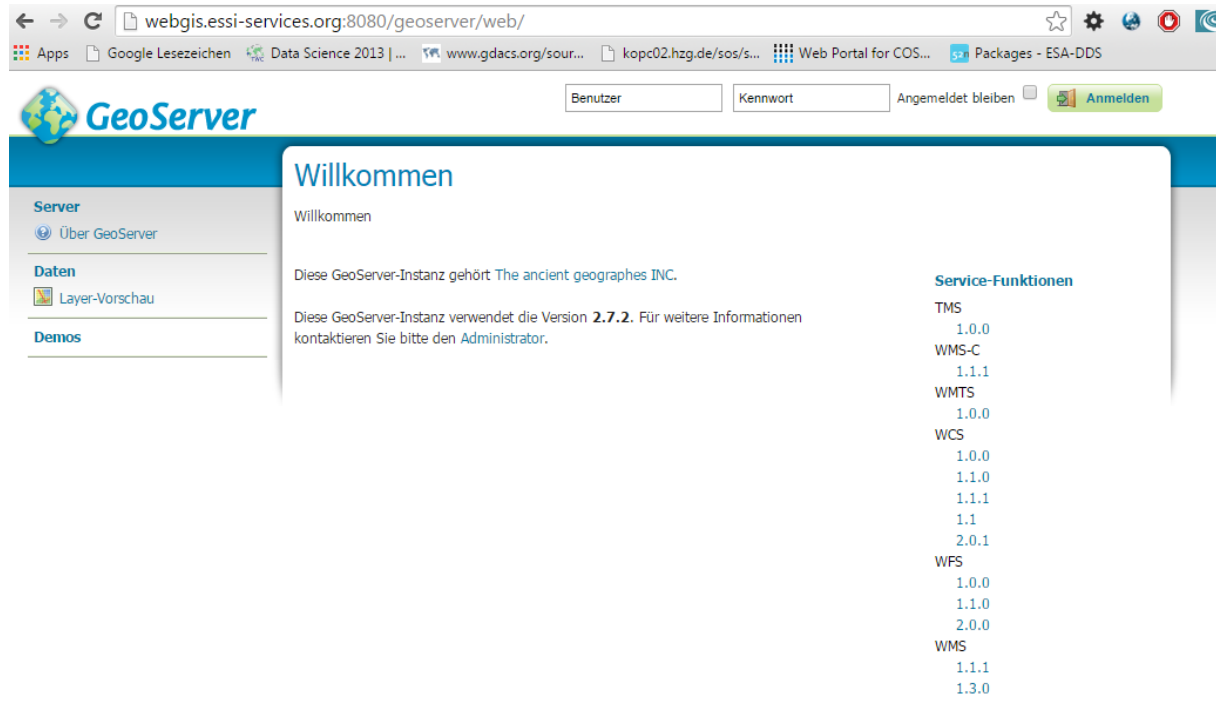 webgis.essi-services.org:8080/geoserver/web/
Apps Google Lesezeichen Data Science 2013 | ... www.gdacs.org/sour... kopc02.hzg.de/sos/s... Web Portal for COS... Packages - ESA-DDS
GeoServer
Benutzer Kennwort Angemeldet bleiben Anmelden
Willkommen
Server
Über GeoServer
Daten
Layer-Vorschau
Demos
Willkommen
Diese GeoServer-Instanz gehört The ancient geographes INC.
Diese GeoServer-Instanz verwendet die Version 2.7.2. Für weitere Informationen
kontaktieren Sie bitte den Administrator.
Service-Funktionen
TMS
1.0.0
WMS-C
1.1.1
WMTS
1.0.0
WCS
1.0.0
1.1.0
1.1.1
1.1
2.0.1
WFS
1.0.0
1.1.0
2.0.0
WMS
1.1.1
1.3.0